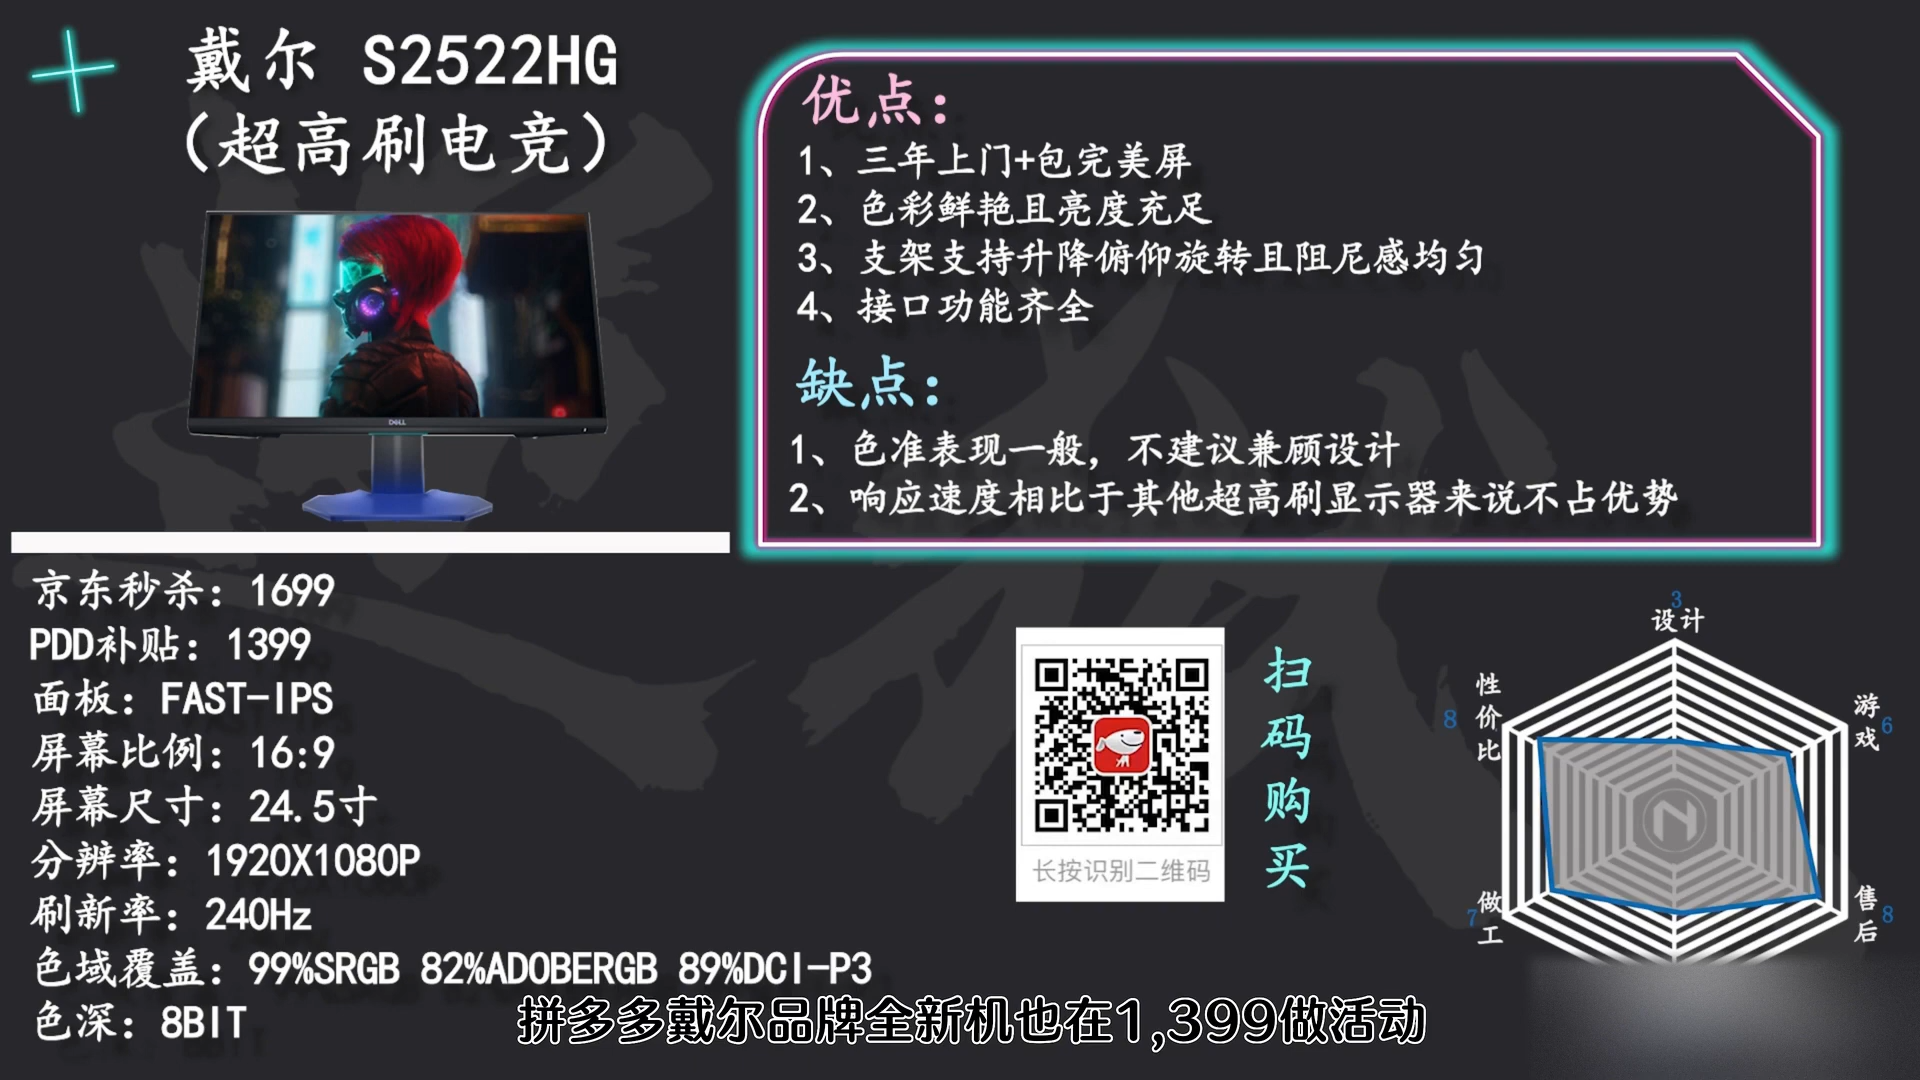 戴尔 S2522HG
（超高刷电竞）
DELL
优点：
1、三年上门+包完美屏
2、色彩鲜艳且亮度充足
3、支架支持升降俯仰旋转且阻尼感均匀
4、接口功能齐全
缺点：
1、色准表现一般，不建议兼顾设计
2、响应速度相比于其他超高刷显示器来说不占优势
京东秒杀：1699
PDD补贴：1399
面板：FAST-IPS
屏幕比例：16:9
屏幕尺寸：24.5寸
分辨率：1920X1080P
刷新率：240Hz
色域覆盖：99%SRGB 82%ADOBERGB 89%DCI-P3
色深：8BIT
长按识别二维码
扫码购买
3
设计
性价比
8
游戏
6
做工
7
售后
8
拼多多戴尔品牌全新机也在1,399做活动